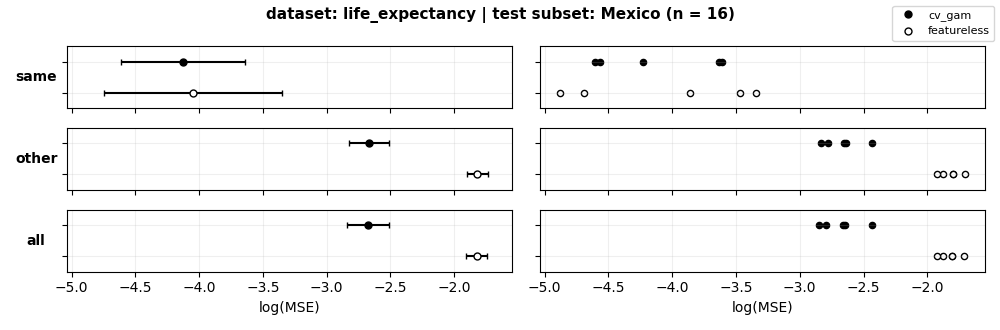 dataset: life_expectancy | test subset: Mexico (n = 16)
cv_gam
featureless
same
other
all
−5.0 −4.5 −4.0 −3.5 −3.0 −2.5 −2.0
−5.0 −4.5 −4.0 −3.5 −3.0 −2.5 −2.0
log(MSE)
log(MSE)